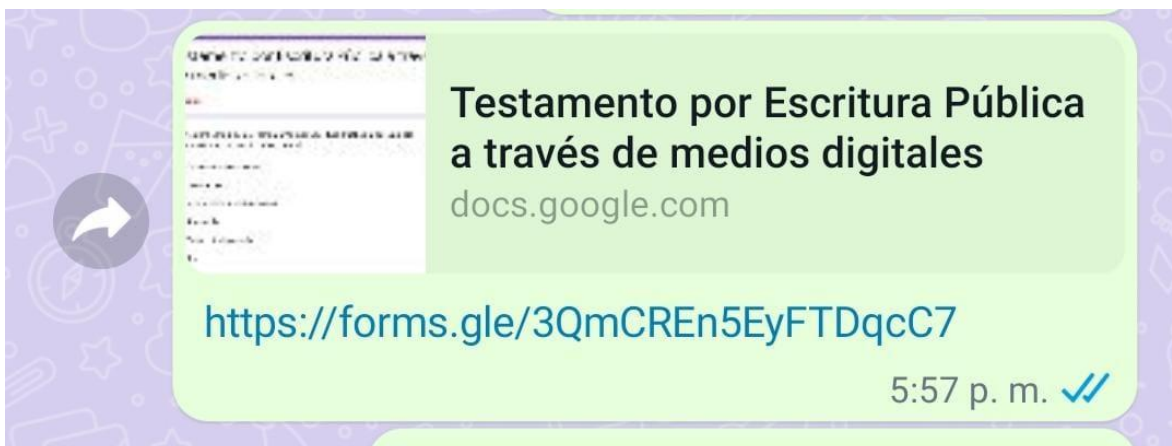 Testamento por Escritura Pública
a través de medios digitales
docs.google.com
https://forms.gle/3QmCREn5EyFTDqcC7
5:57 p. m.